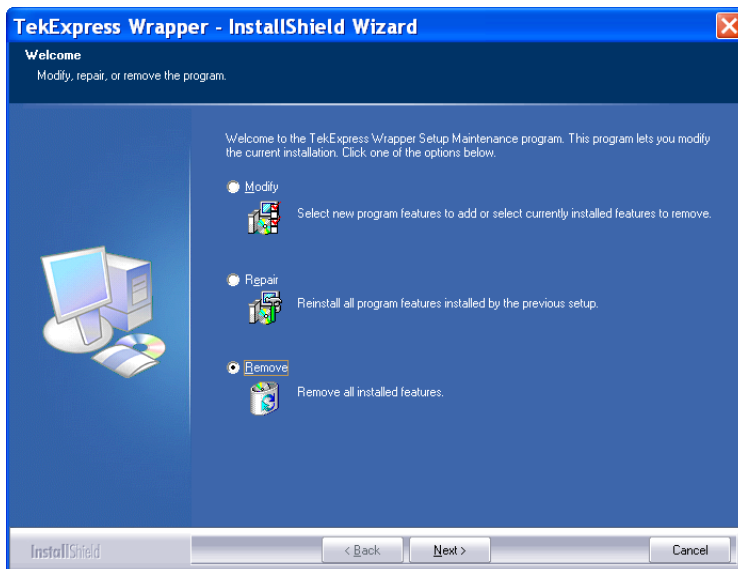 TekExpress Wrapper - InstallShield Wizard
Welcome
Modify, repair, or remove the program.
Welcome to the TekExpress Wrapper Setup Maintenance program. This program lets you modify
the current installation. Click one of the options below.
Modify
Select new program features to add or select currently installed features to remove.
Repair
Reinstall all program features installed by the previous setup.
Remove
Remove all installed features.
InstallShield
< Back
Next >
Cancel